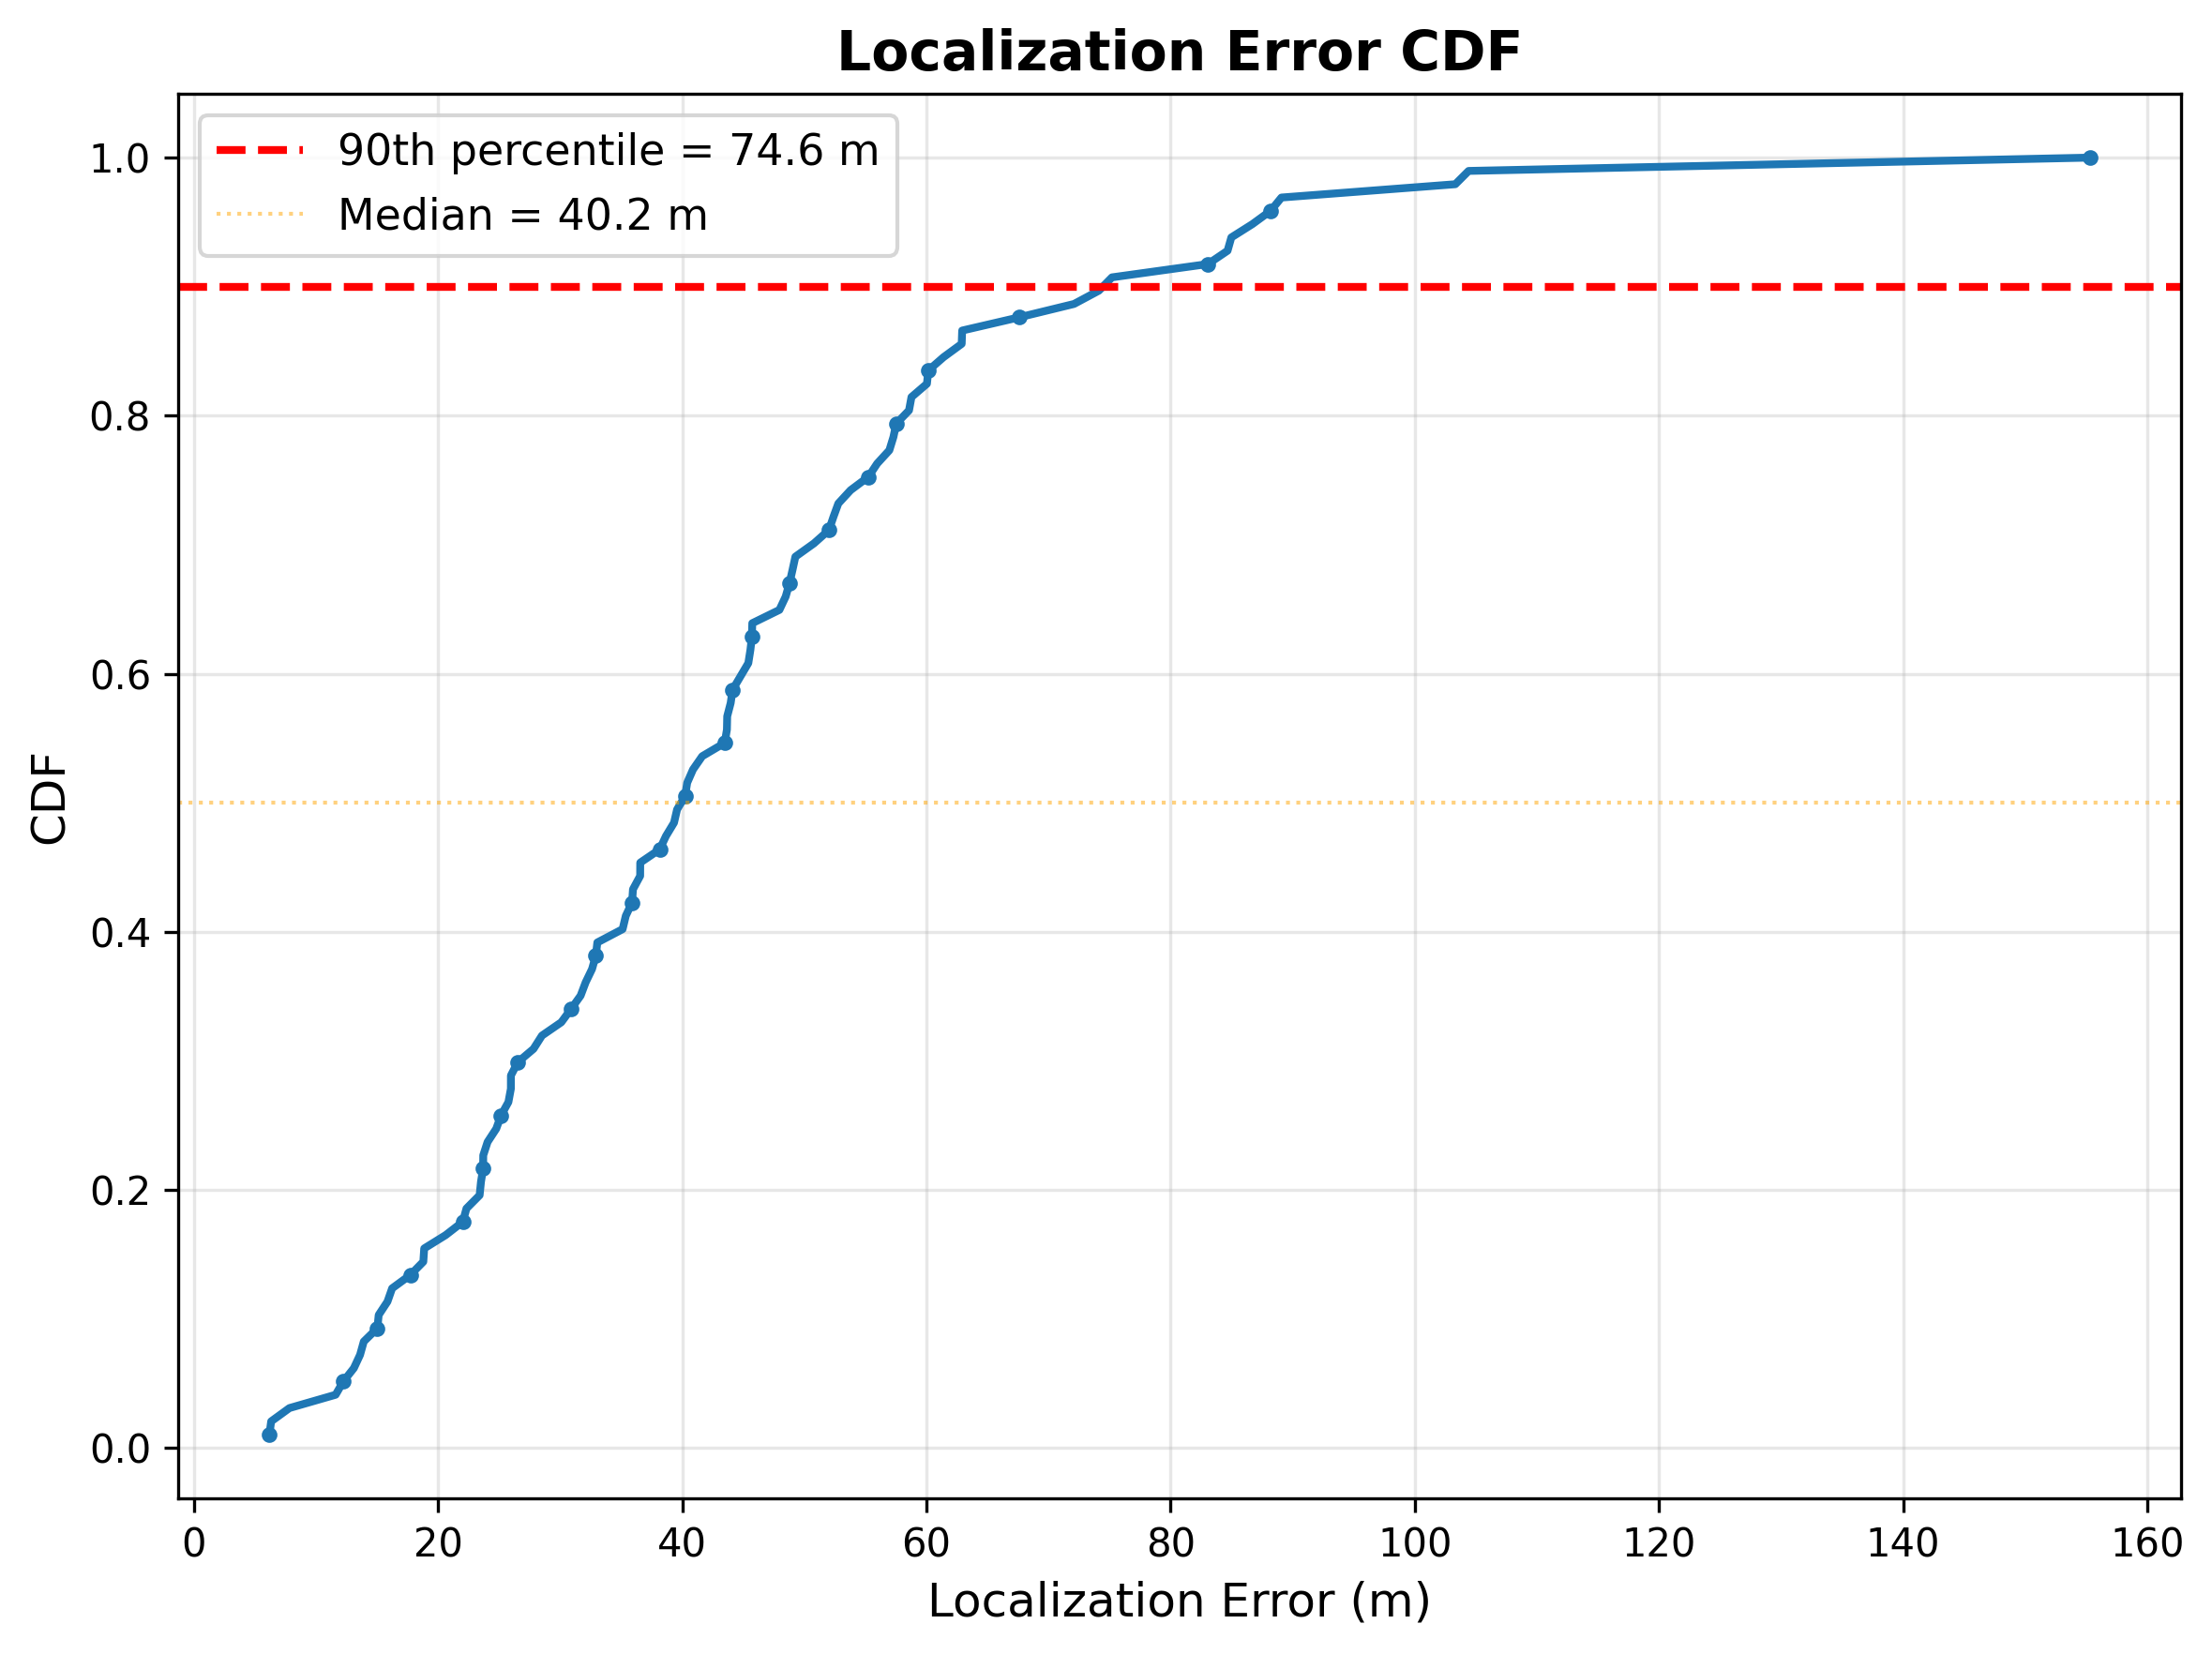 Localization Error CDF
90th percentile = 74.6 m
Median = 40.2 m
1.0
0.8
0.6
0.4
0.2
0.0
CDF
0 20 40 60 80 100 120 140 160
Localization Error (m)